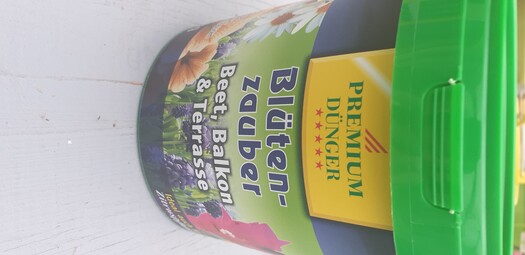 PREMIUM
DÜNGER
Blüten-
zauber
Beet, Balkon
& Terrasse